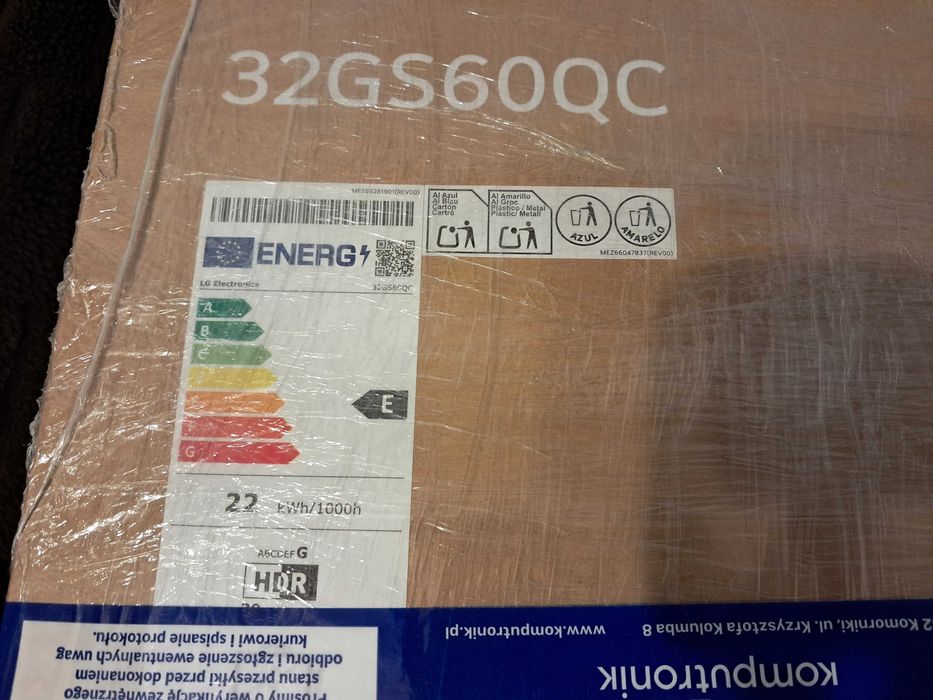 32GS60QC
MEZ69281901(REV00)
ENERG
LG Electronics
32GS60QC
A
B
C
G
E
22 kWh/1000h
ABCDEFG
HDR
Al Azul
Al Blau
Cartón
Cartró
Al Amarillo
Al Groc
Plástico / Metal
Plàstic/ Metall
AZUL
AMARELO
MEZ66047837(REV00)
komputronik
2 Komorniki, ul. Krzysztofa Kolumba 8
www.komputronik.pl
Prosimy o weryfikację zewnętrznego
stanu przesyłki przed dokonaniem
odbioru i zgłoszenie ewentualnych uwag
kurierowi i spisanie protokołu.